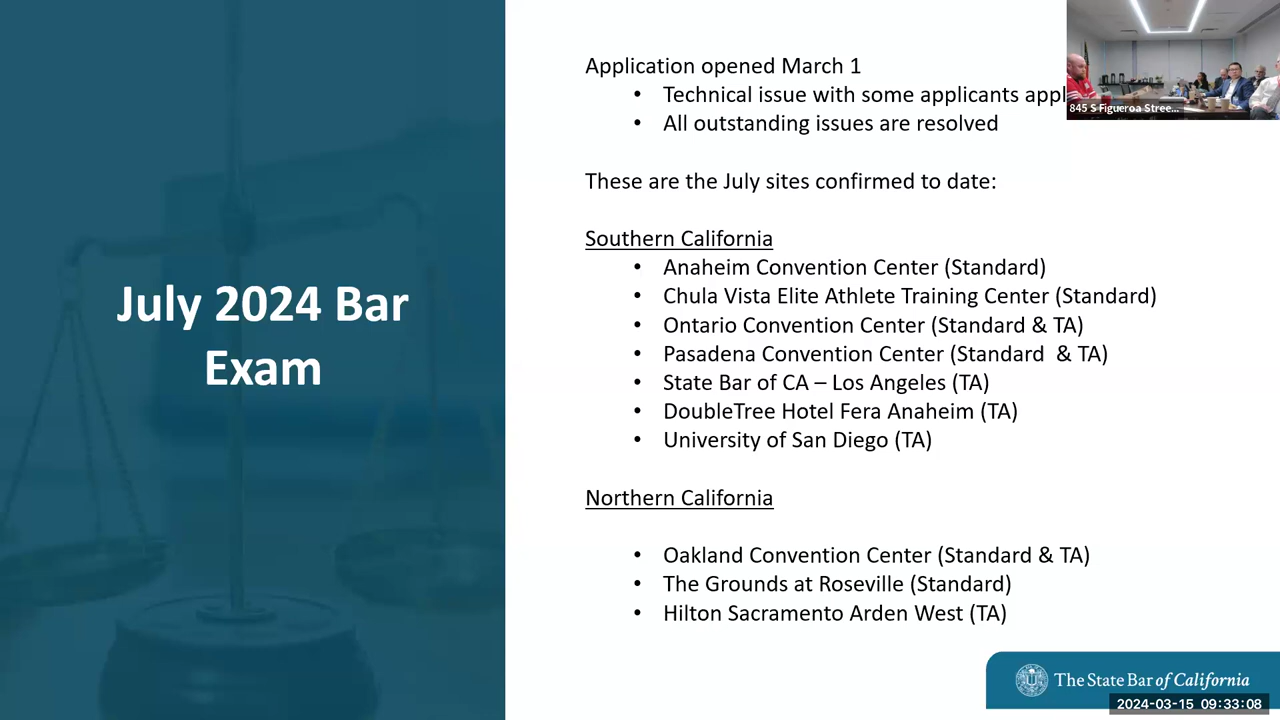 July 2024 Bar
Exam
Application opened March 1
• Technical issue with some applicants appl
• All outstanding issues are resolved
These are the July sites confirmed to date:
Southern California
• Anaheim Convention Center (Standard)
• Chula Vista Elite Athlete Training Center (Standard)
• Ontario Convention Center (Standard & TA)
• Pasadena Convention Center (Standard & TA)
• State Bar of CA – Los Angeles (TA)
• DoubleTree Hotel Fera Anaheim (TA)
• University of San Diego (TA)
Northern California
• Oakland Convention Center (Standard & TA)
• The Grounds at Roseville (Standard)
• Hilton Sacramento Arden West (TA)
845 S Figueroa Stree...
The State Bar of California
2024-03-15 09:33:08